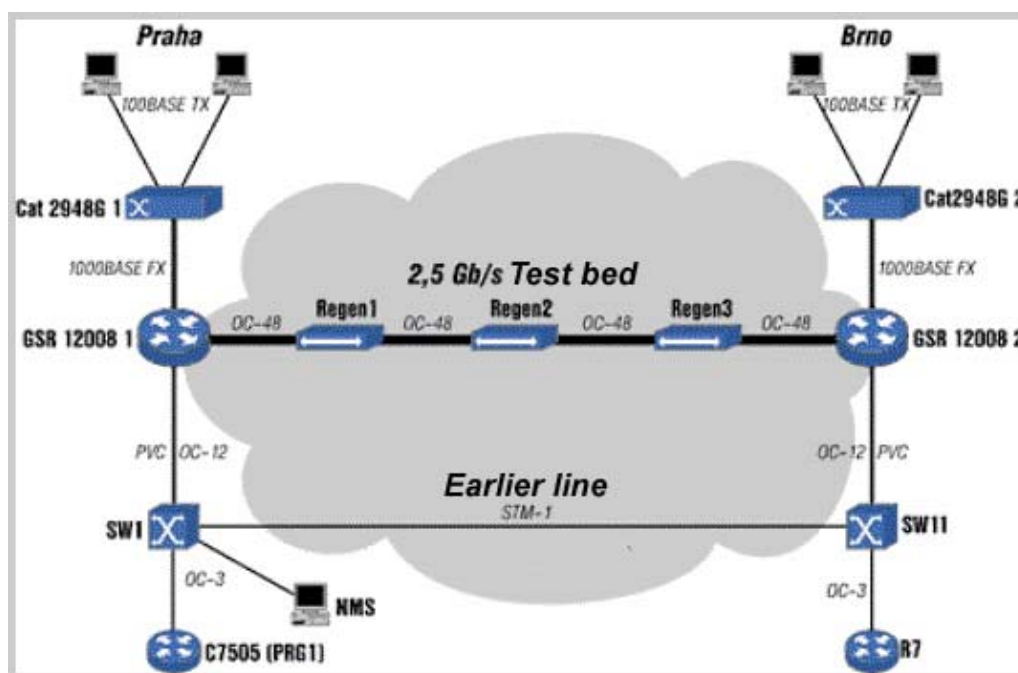 Praha Brno
100BASE TX 100BASE TX
Cat 2948G 1 Cat2948G 2
1000BASE FX 2,5 Gb/s Test bed 1000BASE FX
Regen1 Regen2 Regen3
OC-48 OC-48 OC-48 OC-48
GSR 12008 1 GSR 12008 2
PVC OC-12 OC-12 PVC
Earlier line
STM-1
SW1 SW11
OC-3 OC-3
NMS
C7505 (PRG1) R7